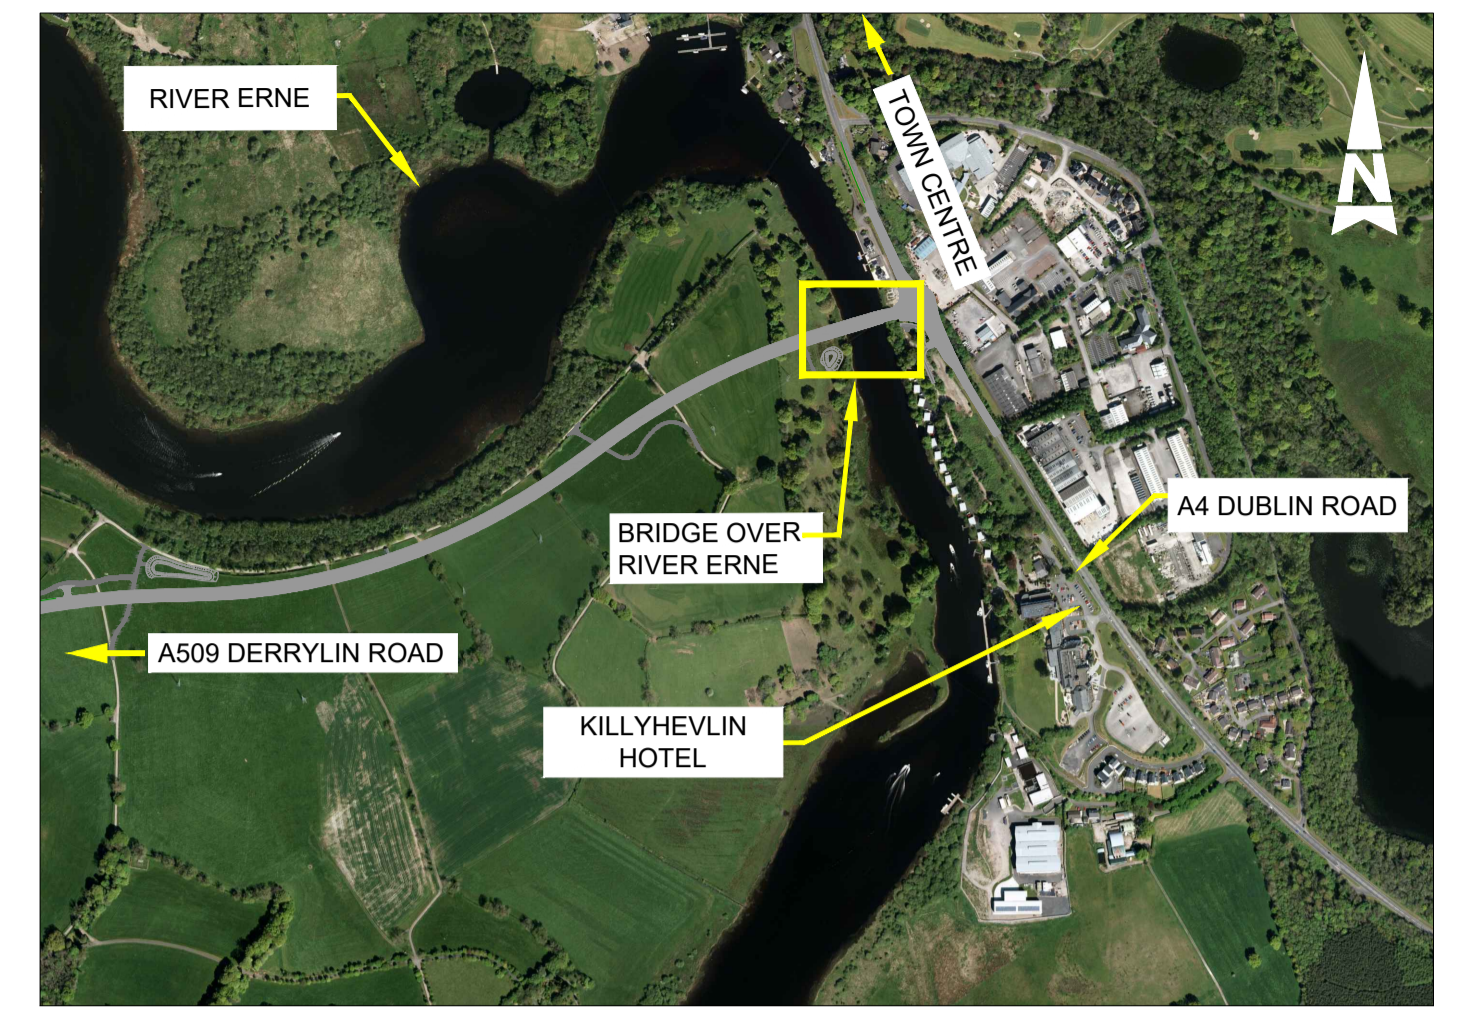 RIVER ERNE
TOWN CENTRE
N
BRIDGE OVER
RIVER ERNE
A4 DUBLIN ROAD
A509 DERRYLIN ROAD
KILLYHEVLIN
HOTEL